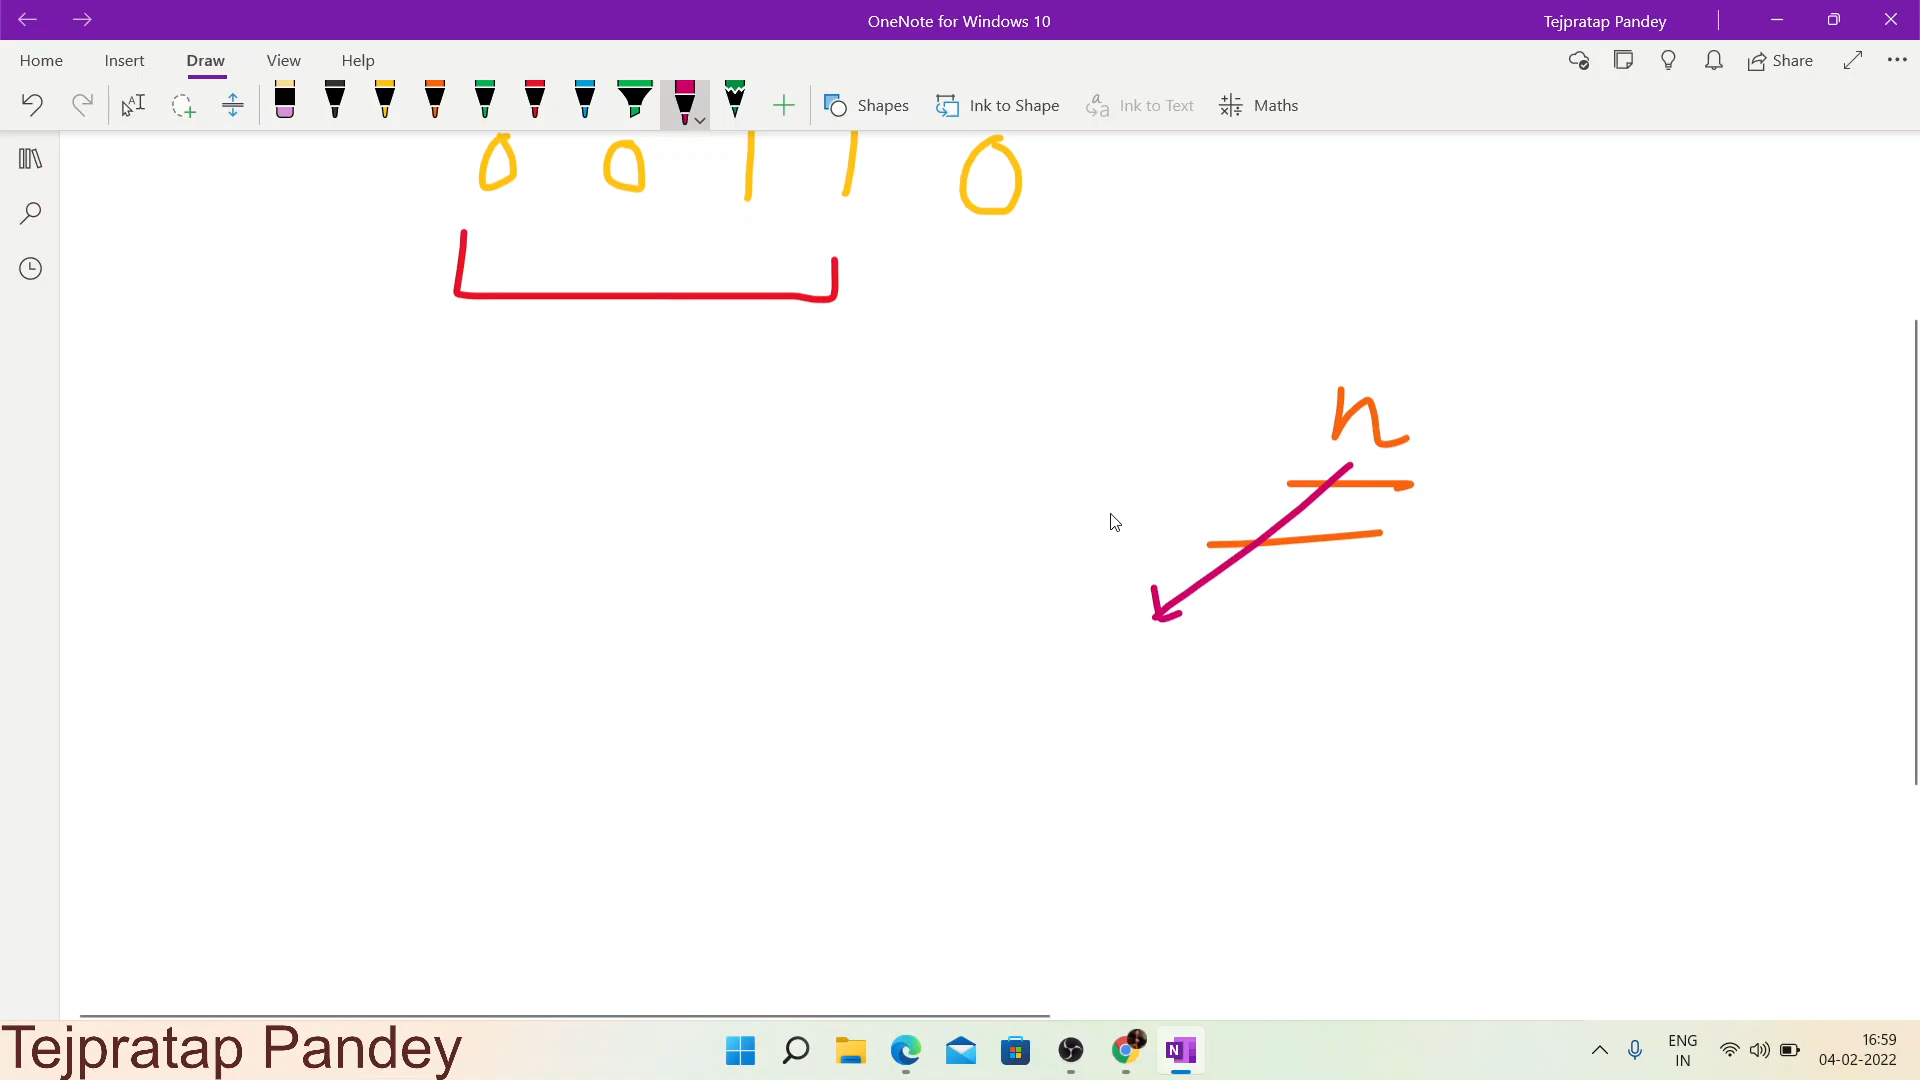 OneNote for Windows 10
Tejpratap Pandey
Home Insert Draw View Help
Share
Shapes Ink to Shape Ink to Text Maths
0 0 1 1 0
n
Tejpratap Pandey
ENG
IN
16:59
04-02-2022